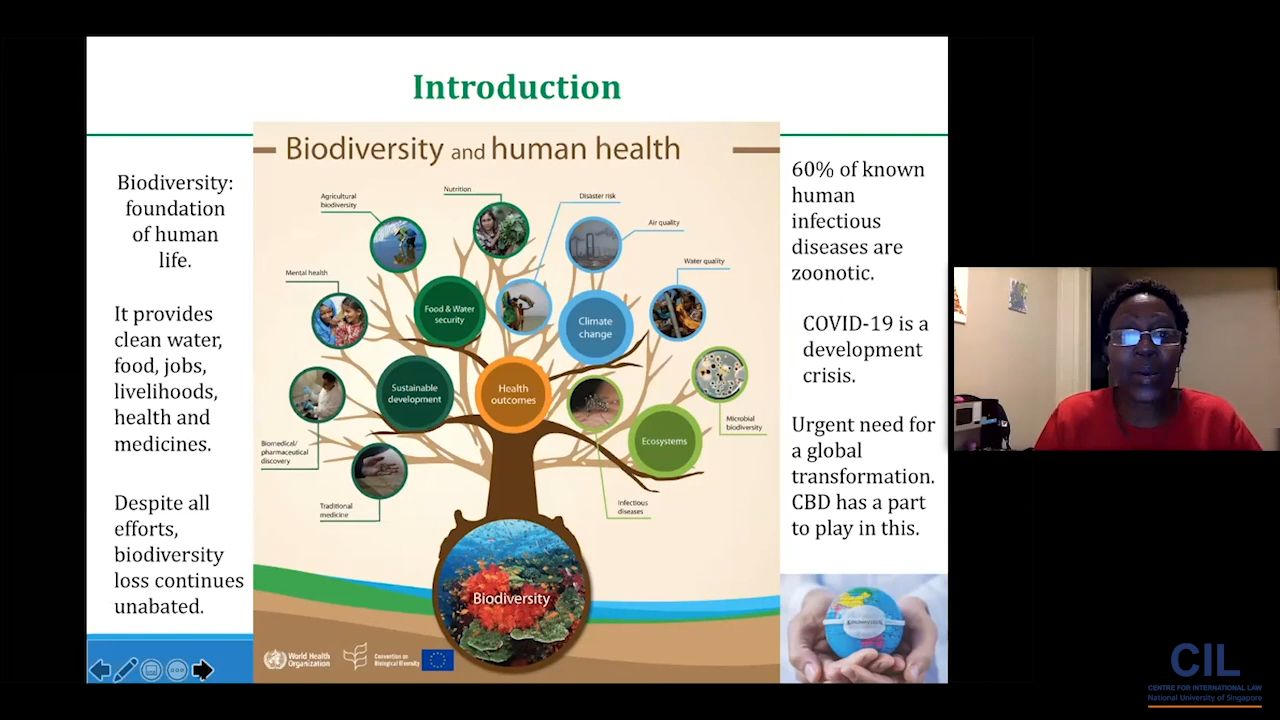 Introduction
Biodiversity:
foundation
of human
life.
It provides
clean water,
food, jobs,
livelihoods,
health and
medicines.
Despite all
efforts,
biodiversity
loss continues
unabated.
Biodiversity and human health
Agricultural
biodiversity
Nutrition
Disaster risk
Air quality
Water quality
Mental health
Food & Water
security
Climate
change
Sustainable
development
Health
outcomes
Ecosystems
Microbial
biodiversity
Biomedical/
pharmaceutical
discovery
Traditional
medicine
Infectious
diseases
Biodiversity
World Health
Organization
Convention on
Biological Diversity
60% of known
human
infectious
diseases are
zoonotic.
COVID-19 is a
development
crisis.
Urgent need for
a global
transformation.
CBD has a part
to play in this.
CIL
CENTRE FOR INTERNATIONAL LAW
National University of Singapore